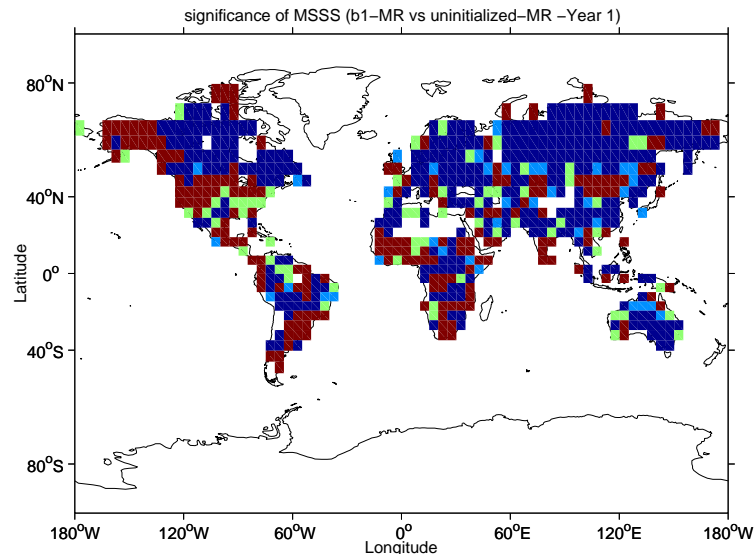 significance of MSSS (b1-MR vs uninitialized-MR -Year 1)
80°N
40°N
0°
40°S
80°S
Latitude
180°W
120°W
60°W
0°
60°E
120°E
180°W
Longitude